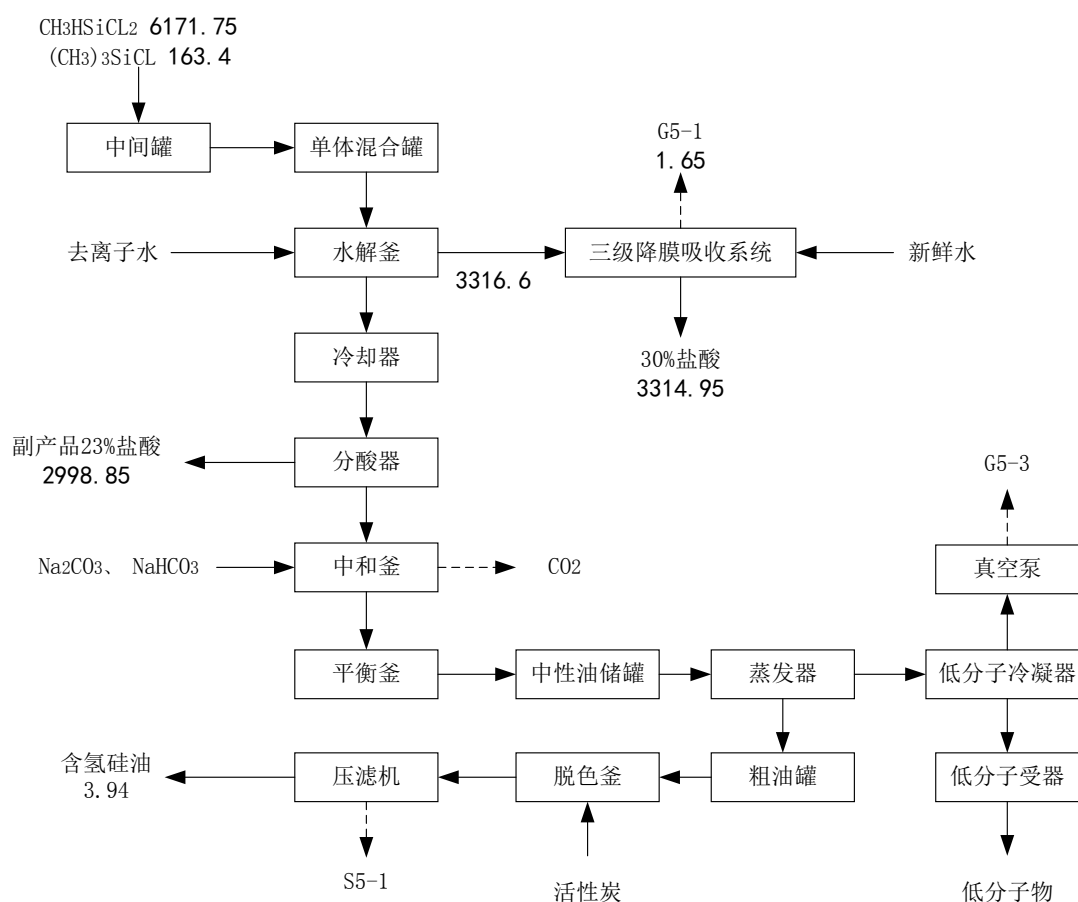 CH3HSiCL2 6171.75
(CH3)3SiCL 163.4
中间罐
单体混合罐
G5-1
1.65
去离子水
水解釜
3316.6
三级降膜吸收系统
新鲜水
冷却器
30%盐酸
3314.95
副产品23%盐酸
2998.85
分酸器
G5-3
Na2CO3、 NaHCO3
中和釜
CO2
真空泵
平衡釜
中性油储罐
蒸发器
低分子冷凝器
含氢硅油
3.94
压滤机
脱色釜
粗油罐
低分子受器
S5-1
活性炭
低分子物